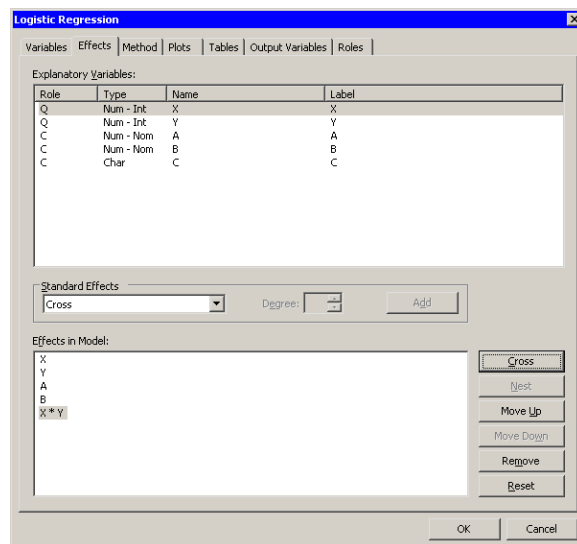 Logistic Regression
Variables Effects Method Plots Tables Output Variables Roles
Explanatory Variables:
Role Type Name Label
Q Num - Int X X
Q Num - Int Y Y
C Num - Nom A A
C Num - Nom B B
C Char C C
Standard Effects
Cross Degree: Add
Effects in Model:
X
Y
A
B
X * Y
Cross
Nest
Move Up
Move Down
Remove
Reset
OK Cancel